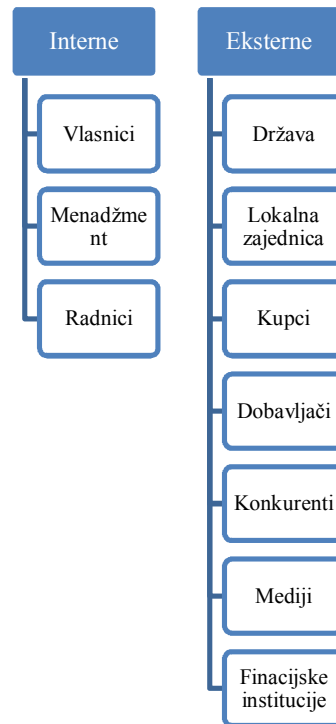 Interne
Vlasnici
Menadžme
nt
Radnici
Eksterne
Država
Lokalna
zajednica
Kupci
Dobavljači
Konkurenti
Mediji
Finacijske
institucije